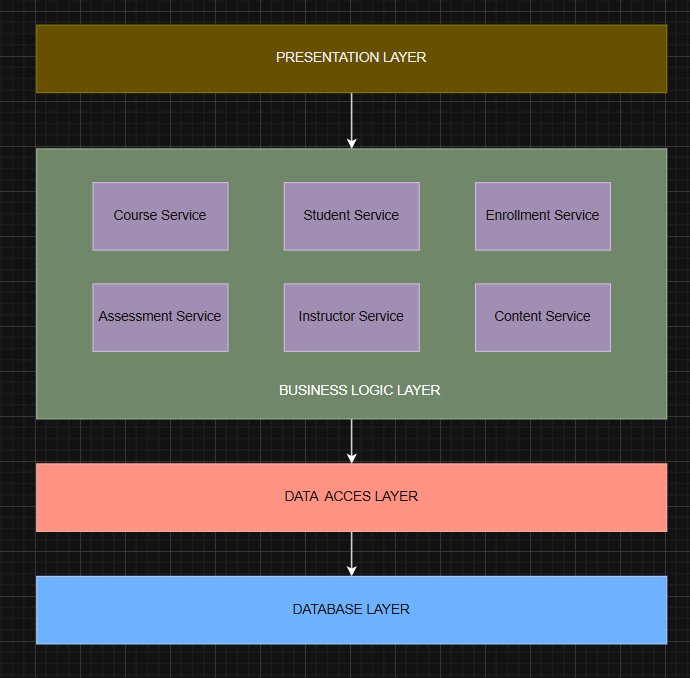 PRESENTATION LAYER
Course Service
Student Service
Enrollment Service
Assessment Service
Instructor Service
Content Service
BUSINESS LOGIC LAYER
DATA  ACCES LAYER
DATABASE LAYER